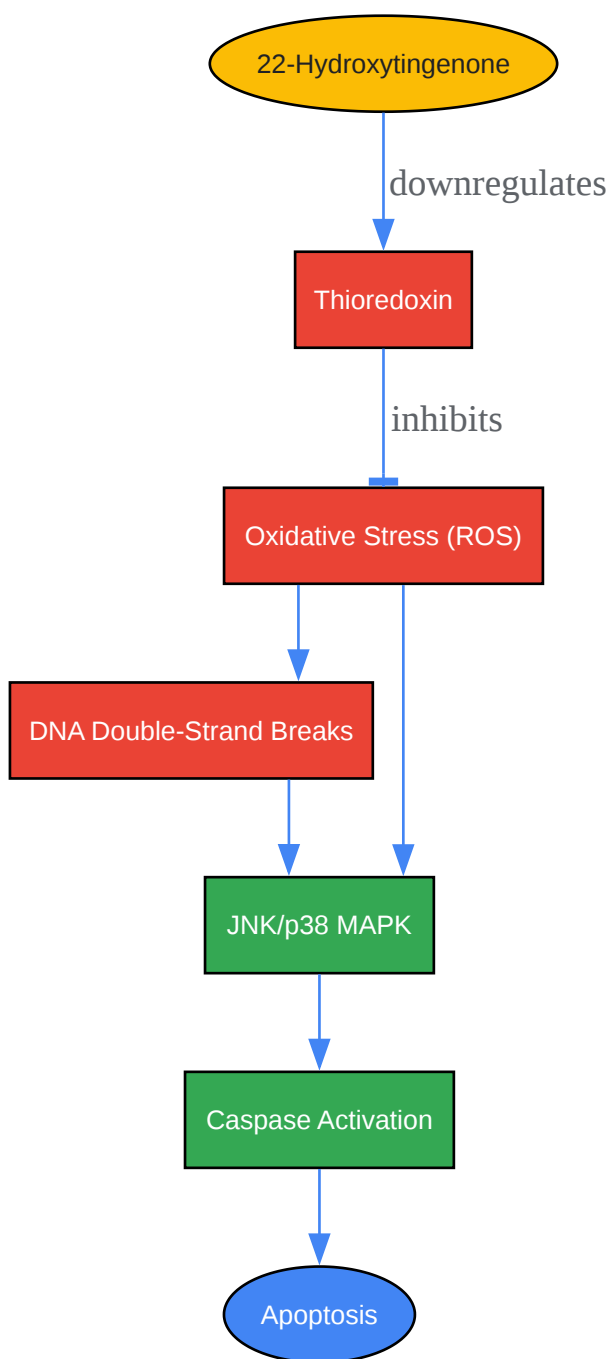 22-Hydroxytingenone
downregulates
Thioredoxin
inhibits
Oxidative Stress (ROS)
DNA Double-Strand Breaks
JNK/p38 MAPK
Caspase Activation
Apoptosis